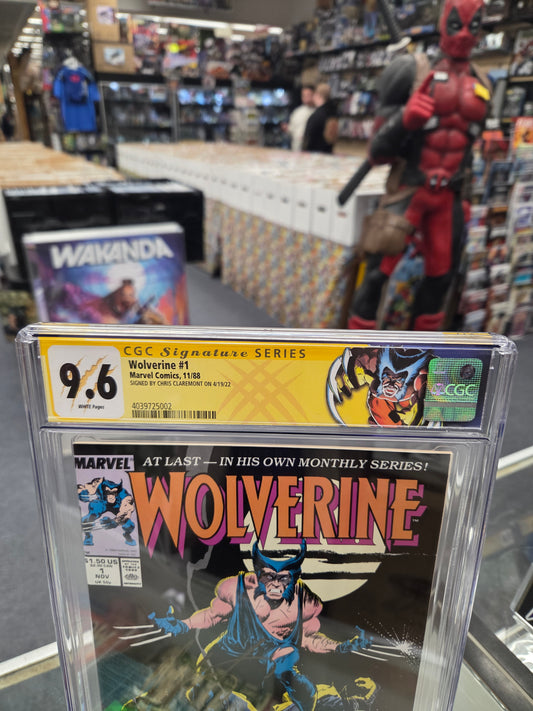 WAKANDA
CGC Signature SERIES
9.6
WHITE Pages
Wolverine #1
Marvel Comics, 11/88
SIGNED BY CHRIS CLAREMONT ON 4/19/22
4039725002
CGC
MARVEL
AT LAST — IN HIS OWN MONTHLY SERIES!
WOLVERINE™
$1.50 US
1
NOV